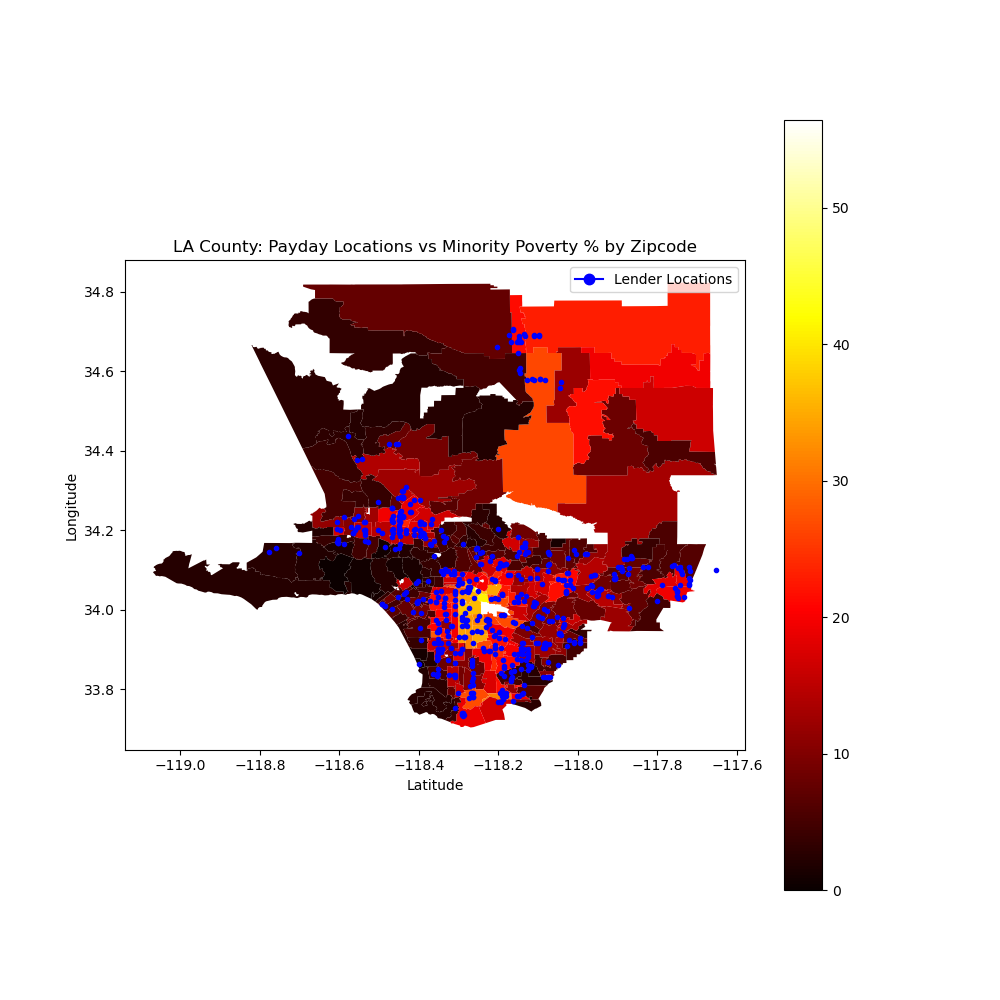 LA County: Payday Locations vs Minority Poverty % by Zipcode
Lender Locations
34.8
34.6
34.4
34.2
34.0
33.8
Longitude
−119.0 −118.8 −118.6 −118.4 −118.2 −118.0 −117.8 −117.6
Latitude
50
40
30
20
10
0